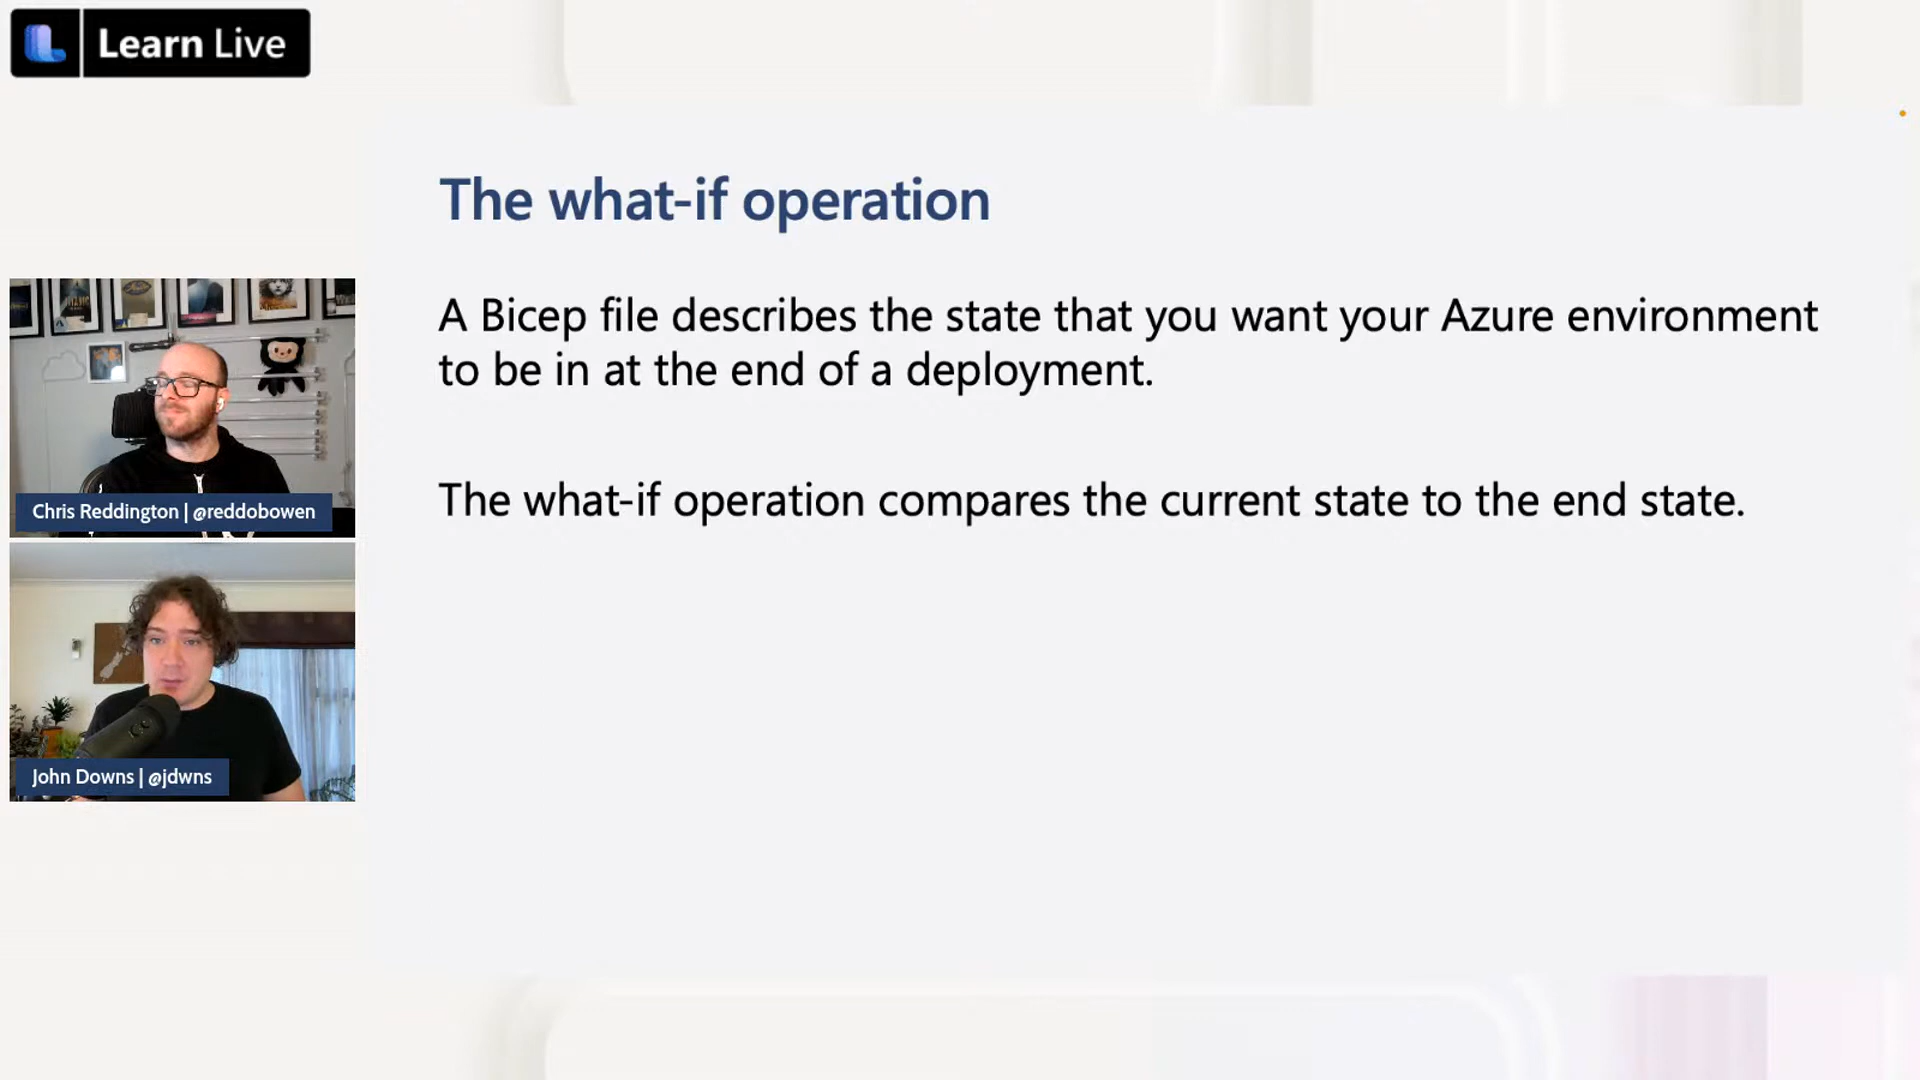 Learn Live
The what-if operation
A Bicep file describes the state that you want your Azure environment
to be in at the end of a deployment.
The what-if operation compares the current state to the end state.
Chris Reddington | @reddobowen
John Downs | @jdwns